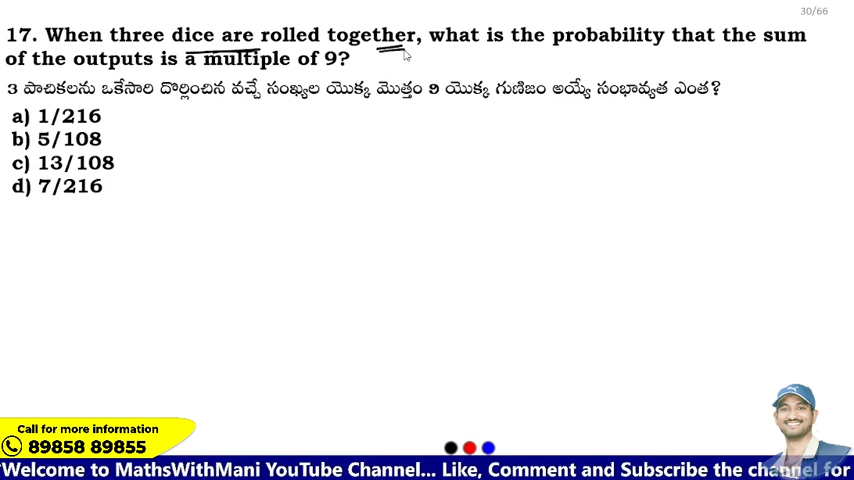 30/66
17. When three dice are rolled together, what is the probability that the sum
of the outputs is a multiple of 9?
3 పాచికలను ఒకేసారి దొర్లించిన వచ్చే సంఖ్యల యొక్క మొత్తం 9 యొక్క గుణిజం అయ్యే సంభావ్యత ఎంత?
a) 1/216
b) 5/108
c) 13/108
d) 7/216
Call for more information
89858 89855
Welcome to MathsWithMani YouTube Channel... Like, Comment and Subscribe the channel for